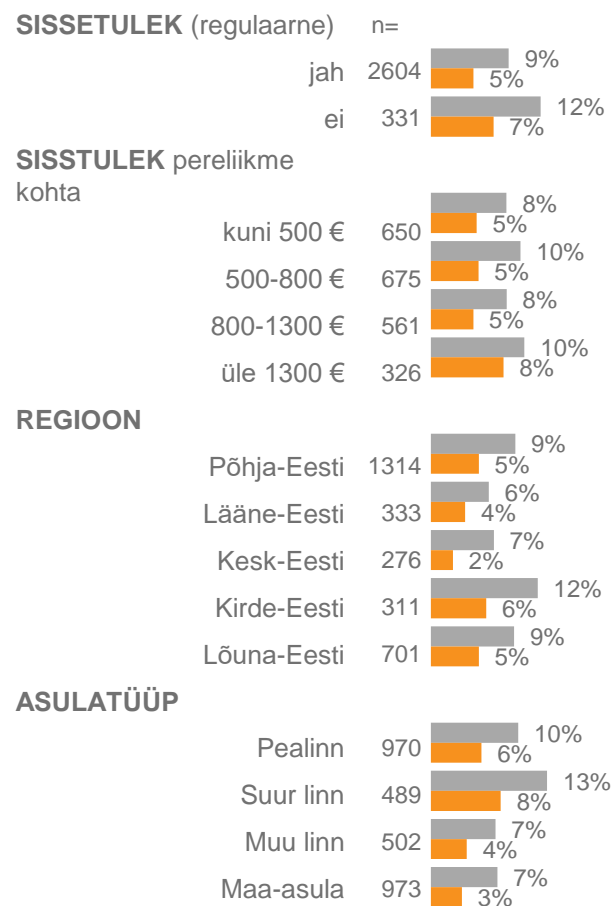 SISSETULEK (regulaarne) n=
jah 2604 9%
5%
ei 331 12%
7%
SISSTULEK pereliikme
kohta
kuni 500 € 650 8%
5%
500-800 € 675 10%
5%
800-1300 € 561 8%
5%
üle 1300 € 326 10%
8%
REGIOON
Põhja-Eesti 1314 9%
5%
Lääne-Eesti 333 6%
4%
Kesk-Eesti 276 7%
2%
Kirde-Eesti 311 12%
6%
Lõuna-Eesti 701 9%
5%
ASULATÜÜP
Pealinn 970 10%
6%
Suur linn 489 13%
8%
Muu linn 502 7%
4%
Maa-asula 973 7%
3%